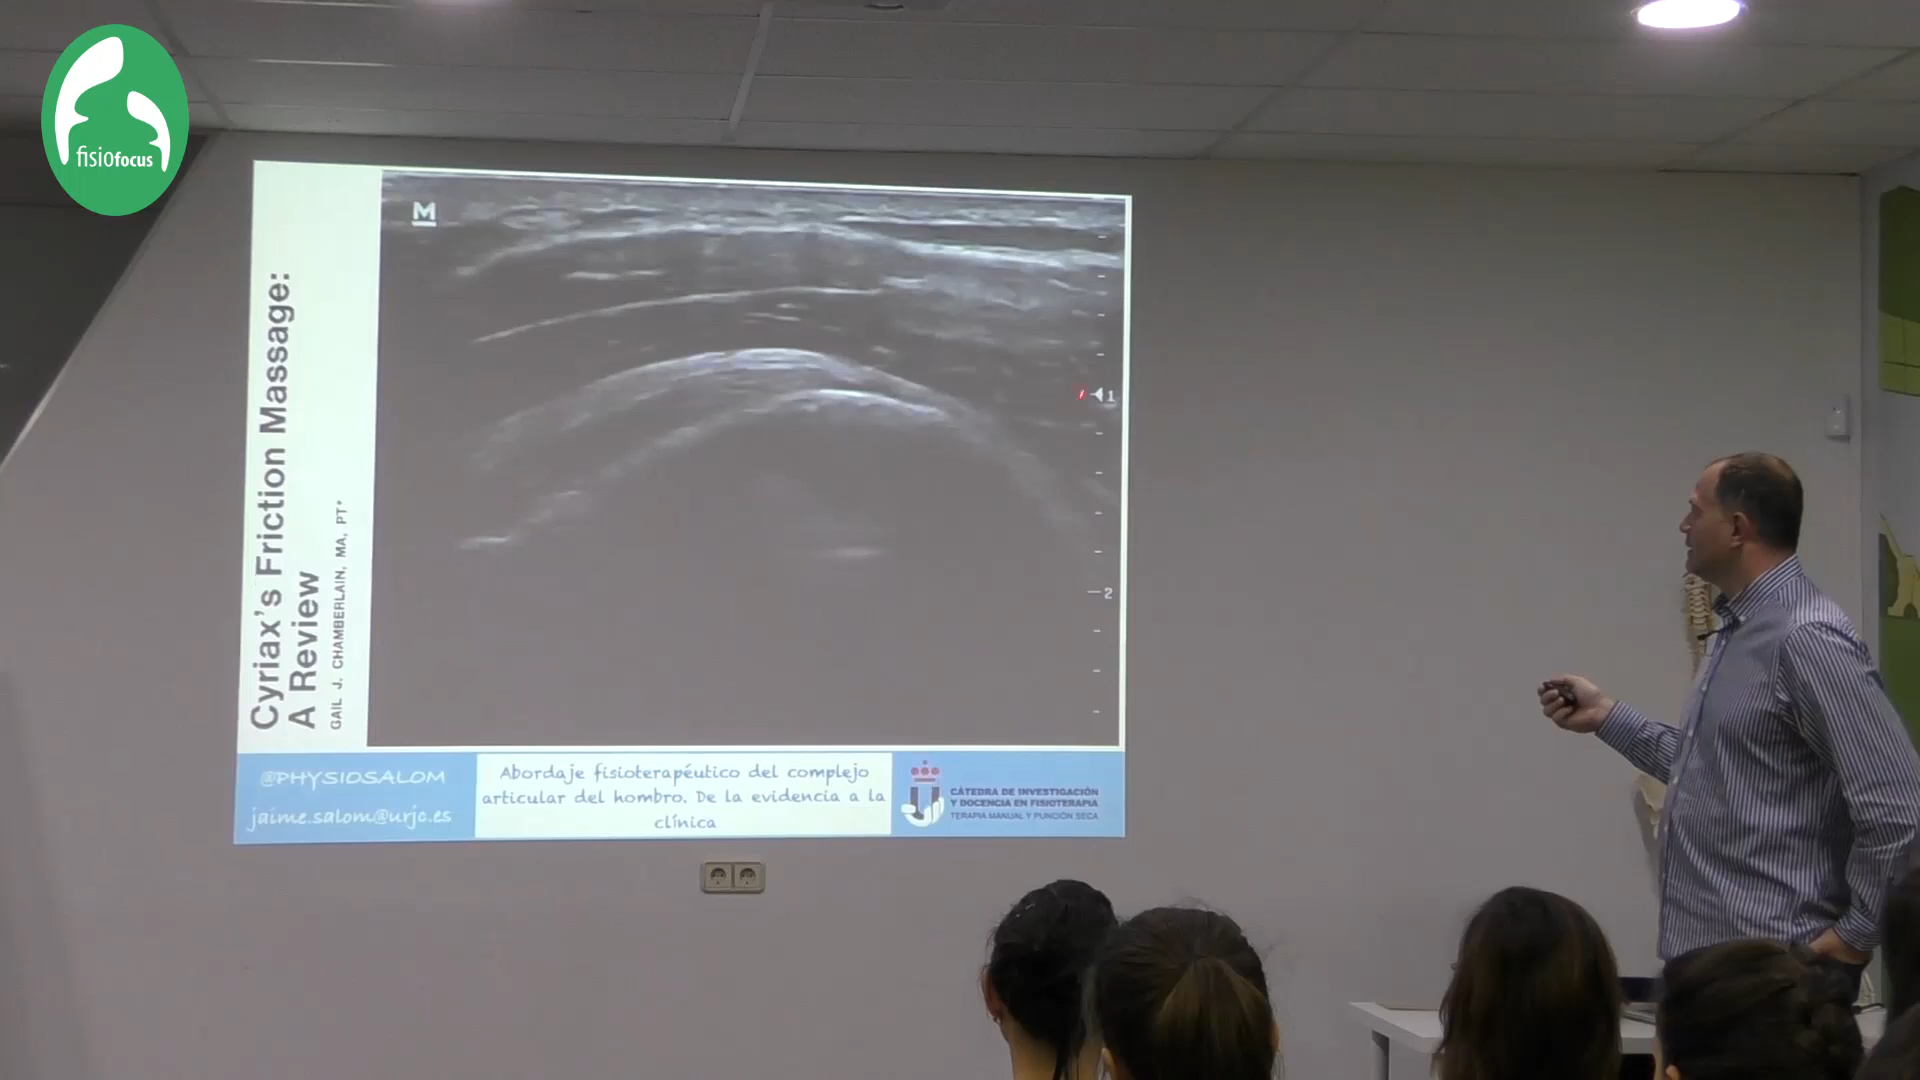 fisiofocus
M
Cyriax's Friction Massage:
A Review
GAIL J. CHAMBERLAIN, MA, PT*
1
2
@PHYSIOSALOM
jaime.salom@urjc.es
Abordaje fisioterapéutico del complejo
articular del hombro. De la evidencia a la
clínica
CÁTEDRA DE INVESTIGACIÓN
Y DOCENCIA EN FISIOTERAPIA
TERAPIA MANUAL Y PUNCIÓN SECA